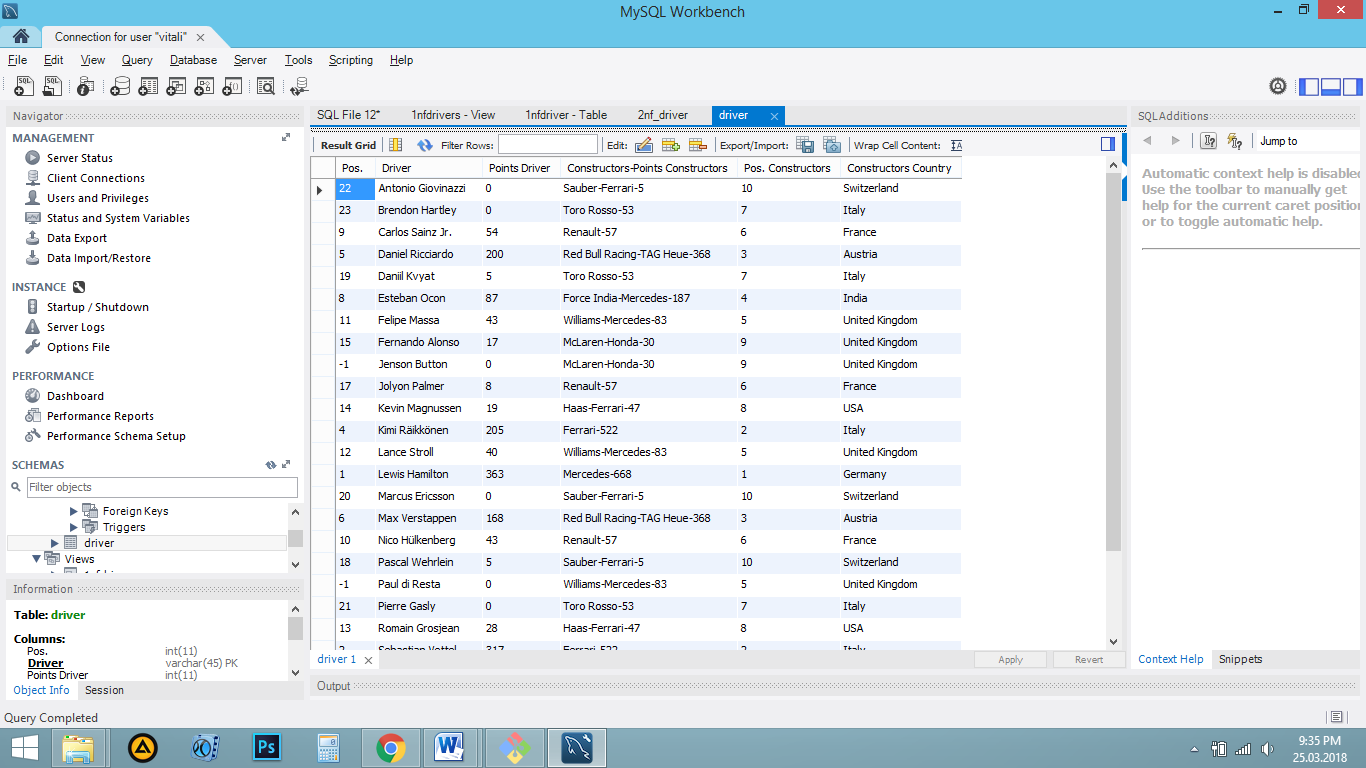 MySQL Workbench
Connection for user "vitali"
File Edit View Query Database Server Tools Scripting Help
Navigator
MANAGEMENT
Server Status
Client Connections
Users and Privileges
Status and System Variables
Data Export
Data Import/Restore
INSTANCE
Startup / Shutdown
Server Logs
Options File
PERFORMANCE
Dashboard
Performance Reports
Performance Schema Setup
SCHEMAS
Filter objects
Foreign Keys
Triggers
driver
Views
Information
Table: driver
Columns:
Pos. int(11)
Driver varchar(45) PK
Points Driver int(11)
Object Info Session
SQL File 12* 1nfdrivers - View 1nfdriver - Table 2nf_driver driver
Result Grid Filter Rows: Edit: Export/Import: Wrap Cell Content: IA
Pos. Driver Points Driver Constructors-Points Constructors Pos. Constructors Constructors Country
22 Antonio Giovinazzi 0 Sauber-Ferrari-5 10 Switzerland
23 Brendon Hartley 0 Toro Rosso-53 7 Italy
9 Carlos Sainz Jr. 54 Renault-57 6 France
5 Daniel Ricciardo 200 Red Bull Racing-TAG Heue-368 3 Austria
19 Daniil Kvyat 5 Toro Rosso-53 7 Italy
8 Esteban Ocon 87 Force India-Mercedes-187 4 India
11 Felipe Massa 43 Williams-Mercedes-83 5 United Kingdom
15 Fernando Alonso 17 McLaren-Honda-30 9 United Kingdom
-1 Jenson Button 0 McLaren-Honda-30 9 United Kingdom
17 Jolyon Palmer 8 Renault-57 6 France
14 Kevin Magnussen 19 Haas-Ferrari-47 8 USA
4 Kimi Räikkönen 205 Ferrari-522 2 Italy
12 Lance Stroll 40 Williams-Mercedes-83 5 United Kingdom
1 Lewis Hamilton 363 Mercedes-668 1 Germany
20 Marcus Ericsson 0 Sauber-Ferrari-5 10 Switzerland
6 Max Verstappen 168 Red Bull Racing-TAG Heue-368 3 Austria
10 Nico Hülkenberg 43 Renault-57 6 France
18 Pascal Wehrlein 5 Sauber-Ferrari-5 10 Switzerland
-1 Paul di Resta 0 Williams-Mercedes-83 5 United Kingdom
21 Pierre Gasly 0 Toro Rosso-53 7 Italy
13 Romain Grosjean 28 Haas-Ferrari-47 8 USA
2 Sebastian Vettel 317 Ferrari-522 2 Italy
driver 1 Apply Revert
Output
SQLAdditions
Jump to
Automatic context help is disabled
Use the toolbar to manually get
help for the current caret position
or to toggle automatic help.
Context Help Snippets
Query Completed
Ps
9:35 PM
25.03.2018